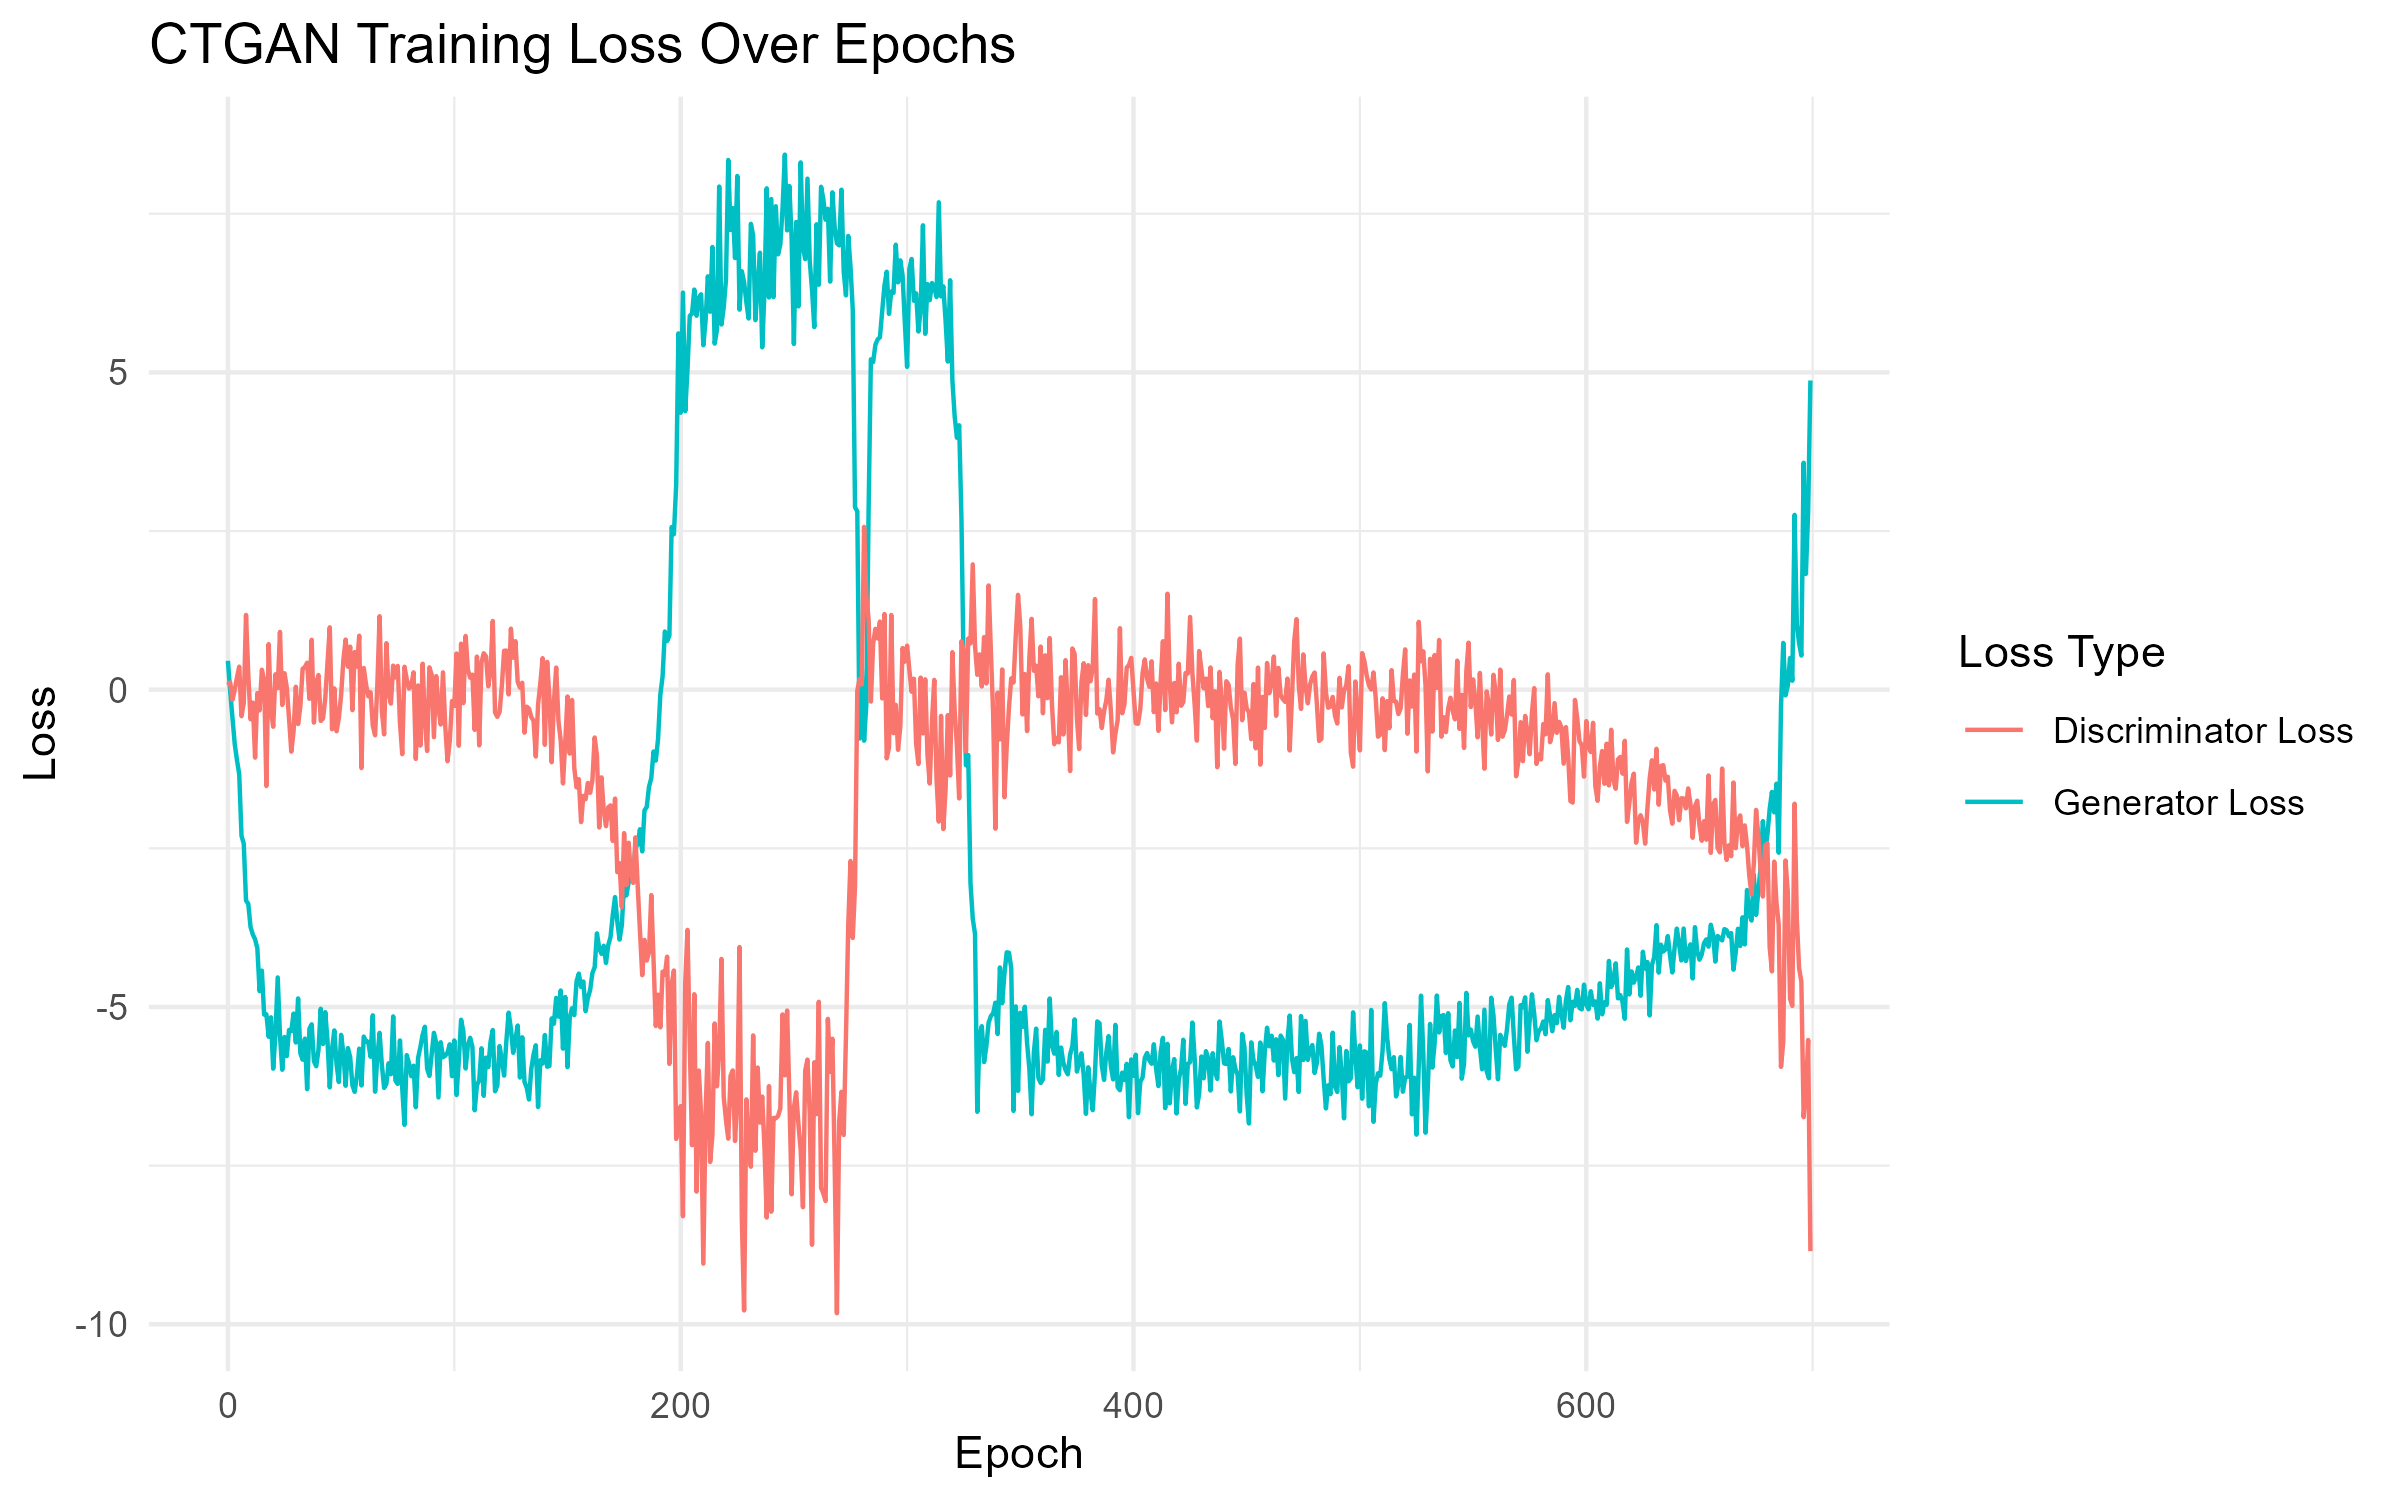 CTGAN Training Loss Over Epochs
Loss
5
0
-5
-10
0 200 400 600
Epoch
Loss Type
Discriminator Loss
Generator Loss